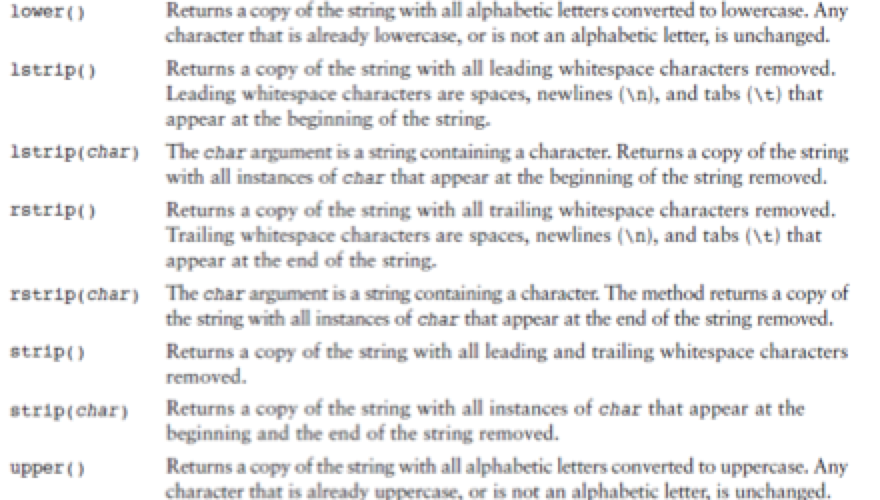 lower() Returns a copy of the string with all alphabetic letters converted to lowercase. Any
character that is already lowercase, or is not an alphabetic letter, is unchanged.
lstrip() Returns a copy of the string with all leading whitespace characters removed.
Leading whitespace characters are spaces, newlines (\n), and tabs (\t) that
appear at the beginning of the string.
lstrip(char) The char argument is a string containing a character. Returns a copy of the string
with all instances of char that appear at the beginning of the string removed.
rstrip() Returns a copy of the string with all trailing whitespace characters removed.
Trailing whitespace characters are spaces, newlines (\n), and tabs (\t) that
appear at the end of the string.
rstrip(char) The char argument is a string containing a character. The method returns a copy of
the string with all instances of char that appear at the end of the string removed.
strip() Returns a copy of the string with all leading and trailing whitespace characters
removed.
strip(char) Returns a copy of the string with all instances of char that appear at the
beginning and the end of the string removed.
upper() Returns a copy of the string with all alphabetic letters converted to uppercase. Any
character that is already uppercase, or is not an alphabetic letter, is unchanged.